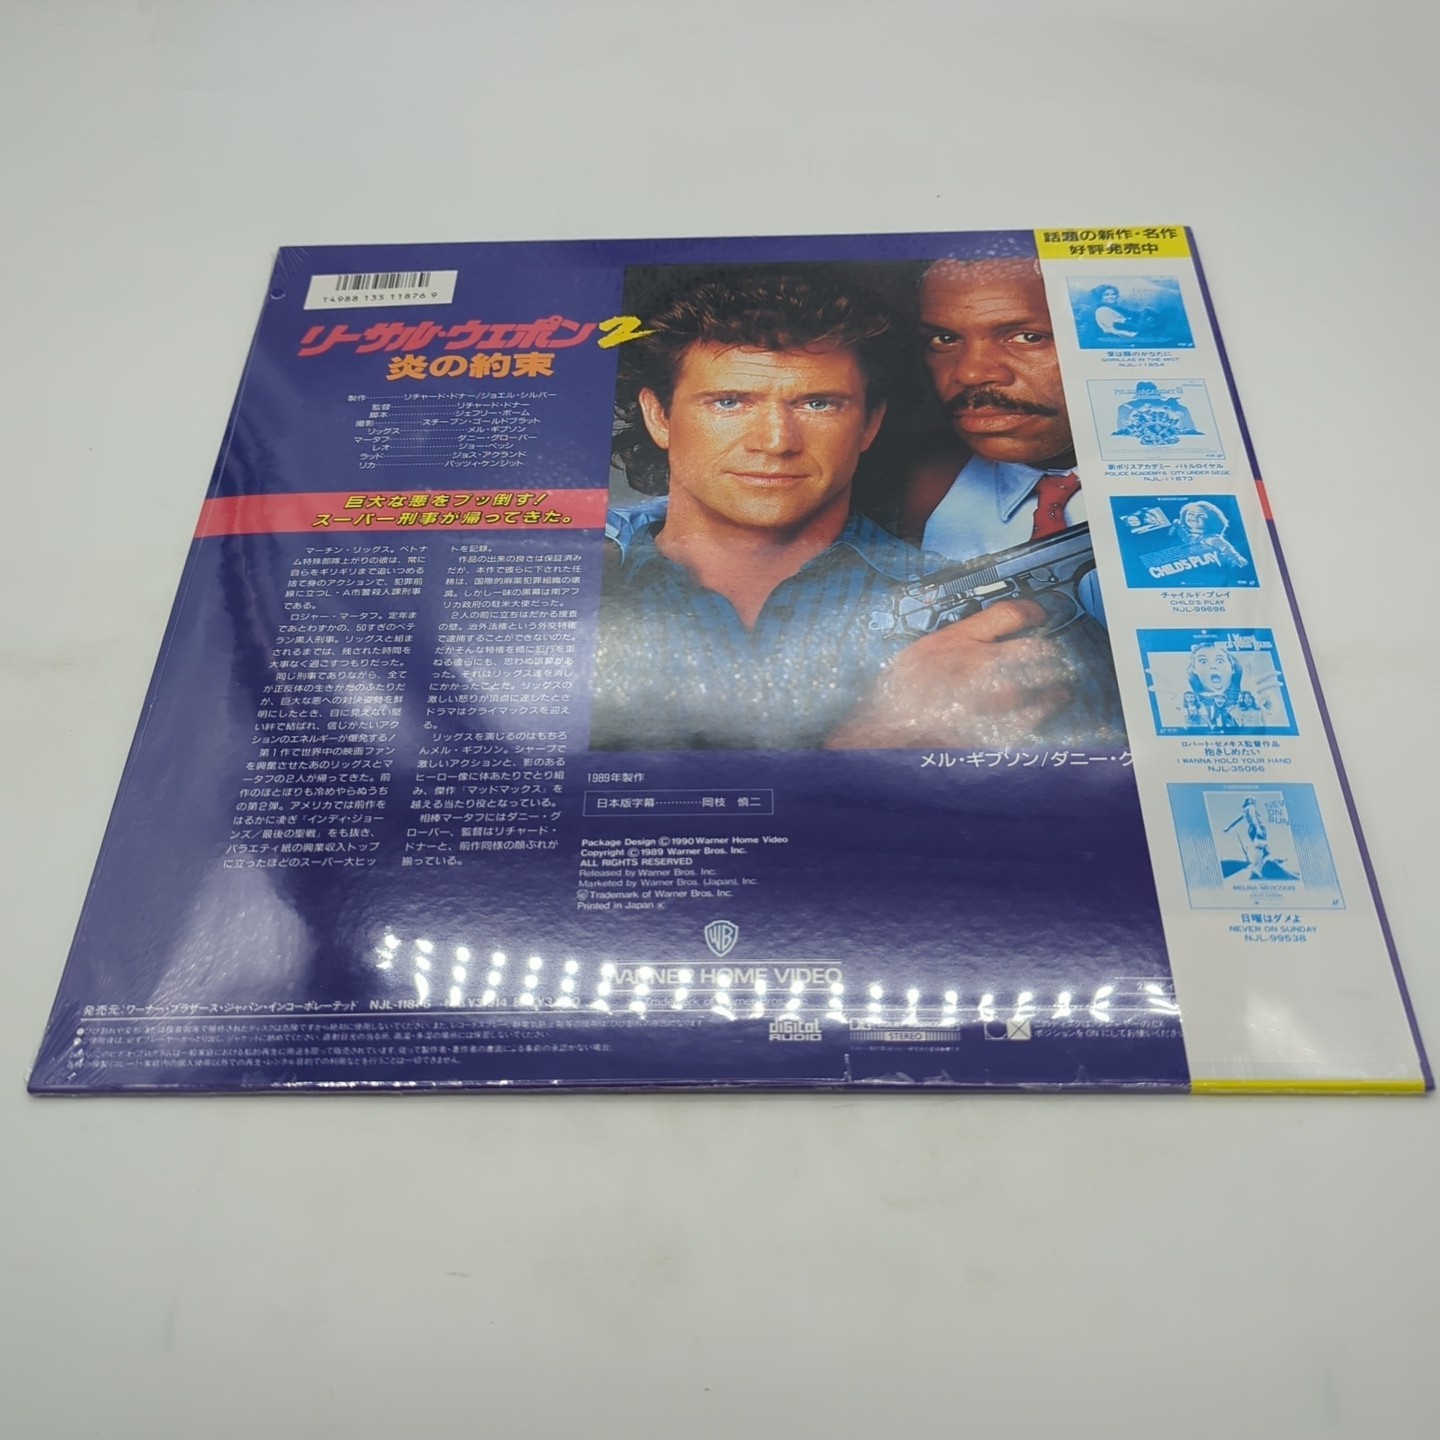 T4988 135 11876 9
リーサル・ウェポン2
炎の約束
製作…………リチャード・ドナー/ジョエル・シルバー
監督…………………リチャード・ドナー
脚本…………………ジェフリー・ボーム
撮影……………スチーブン・ゴールドブラット
リッグス…………………メル・ギブソン
マータフ…………………ダニー・グローバー
レオ…………………ジョー・ペッシ
ラッド…………………ジョス・アクランド
リカ…………………パッツィ・ケンジット
巨大な悪をブッ倒す!
スーパー刑事が帰ってきた。
マーチン・リッグス。ベトナ
ム特殊部隊上がりの彼は、常に
自らをギリギリまで追いつめる
捨て身のアクションで、犯罪前
線に立つL・A市警殺人課刑事
である。
ロジャー・マータフ。定年ま
であとわずかの、50すぎのベテ
ラン黒人刑事。リッグスと組ま
されるまでは、残された時間を
大事なく過ごすつもりだった。
同じ刑事でありながら、全て
が正反体の生きかたのふたりだ
が、巨大な悪への対決姿勢を鮮
明にしたとき、目に見えない堅
い絆で結ばれ、信じがたいアク
ションのエネルギーが爆発する!
第1作で世界中の映画ファン
を興奮させたあのリッグスとマ
ータフの2人が帰ってきた。前
作のほとぼりも冷めやらぬうち
の第2弾。アメリカでは前作を
はるかに凌ぎ「インディ・ジョー
ンズ/最後の聖戦」をも抜き、
バラエティ紙の興業収入トップ
に立ったほどのスーパー大ヒッ
トを記録。
作品の出来の良さは保証済み
だが、本作で彼らに下された任
務は、国際的麻薬犯罪組織の壊
滅。しかし一味の黒幕は南アフ
リカ政府の駐米大使だった。
2人の前に立ちはだかる捜査
の壁。治外法権という外交特権
で逮捕することができないのだ。
だがそんな特権を楯に犯行を重
ねる彼らにも、思わぬ誤算があ
った。それはリッグス達を消し
にかかったことだ。リッグスの
激しい怒りが頂点に達したとき
ドラマはクライマックスを迎え
る。
リッグスを演じるのはもちろ
んメル・ギブソン。シャープで
激しいアクションと、影のある
ヒーロー像に体あたりでとり組
み、傑作「マッドマックス」を
越える当たり役となっている。
相棒マータフにはダニー・グ
ローバー、監督はリチャード・
ドナーと、前作同様の顔ぶれが
揃っている。
メル・ギブソン/ダニー・グ
1989年製作
日本版字幕…………岡枝 慎二
Package Design ©1990 Warner Home Video
Copyright ©1989 Warner Bros. Inc.
ALL RIGHTS RESERVED
Released by Warner Bros. Inc.
Marketed by Warner Bros. (Japan), Inc.
Trademark of Warner Bros. Inc.
Printed in Japan
WB
WARNER HOME VIDEO
Trademark of Warner Bros. Inc.
発売元:ワーナー・ブラザース・ジャパン・インコーポレーテッド NJL-11876
digital AUDIO
STEREO
話題の新作・名作
好評発売中
愛は霧のかなたに
GORILLAS IN THE MIST
NJL-11854
新ポリスアカデミー バトルロイヤル
POLICE ACADEMY6 CITY UNDER SIEGE
NJL-11873
CHILD'S PLAY
チャイルド・プレイ
CHILD'S PLAY
NJL-99696
ロバート・ゼメキス監督作品
抱きしめたい
I WANNA HOLD YOUR HAND
NJL-35066
NEVER ON SUNDAY
MELINA MERCOURI
日曜はダメよ
NEVER ON SUNDAY
NJL-99538